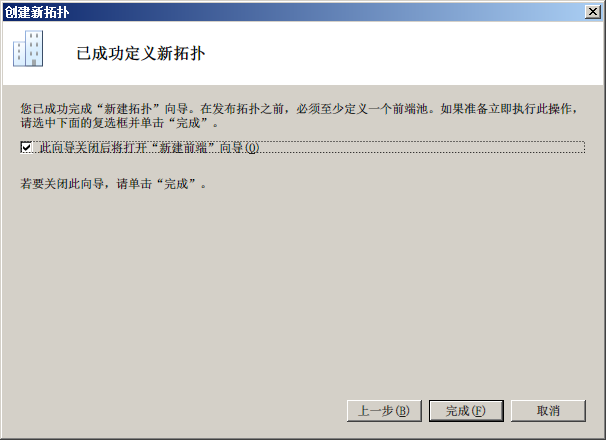 创建新拓扑
已成功定义新拓扑
您已成功完成“新建拓扑”向导。在发布拓扑之前，必须至少定义一个前端池。如果准备立即执行此操作，
请选中下面的复选框并单击“完成”。
此向导关闭后将打开“新建前端”向导(O)
若要关闭此向导，请单击“完成”。
上一步(B) 完成(F) 取消